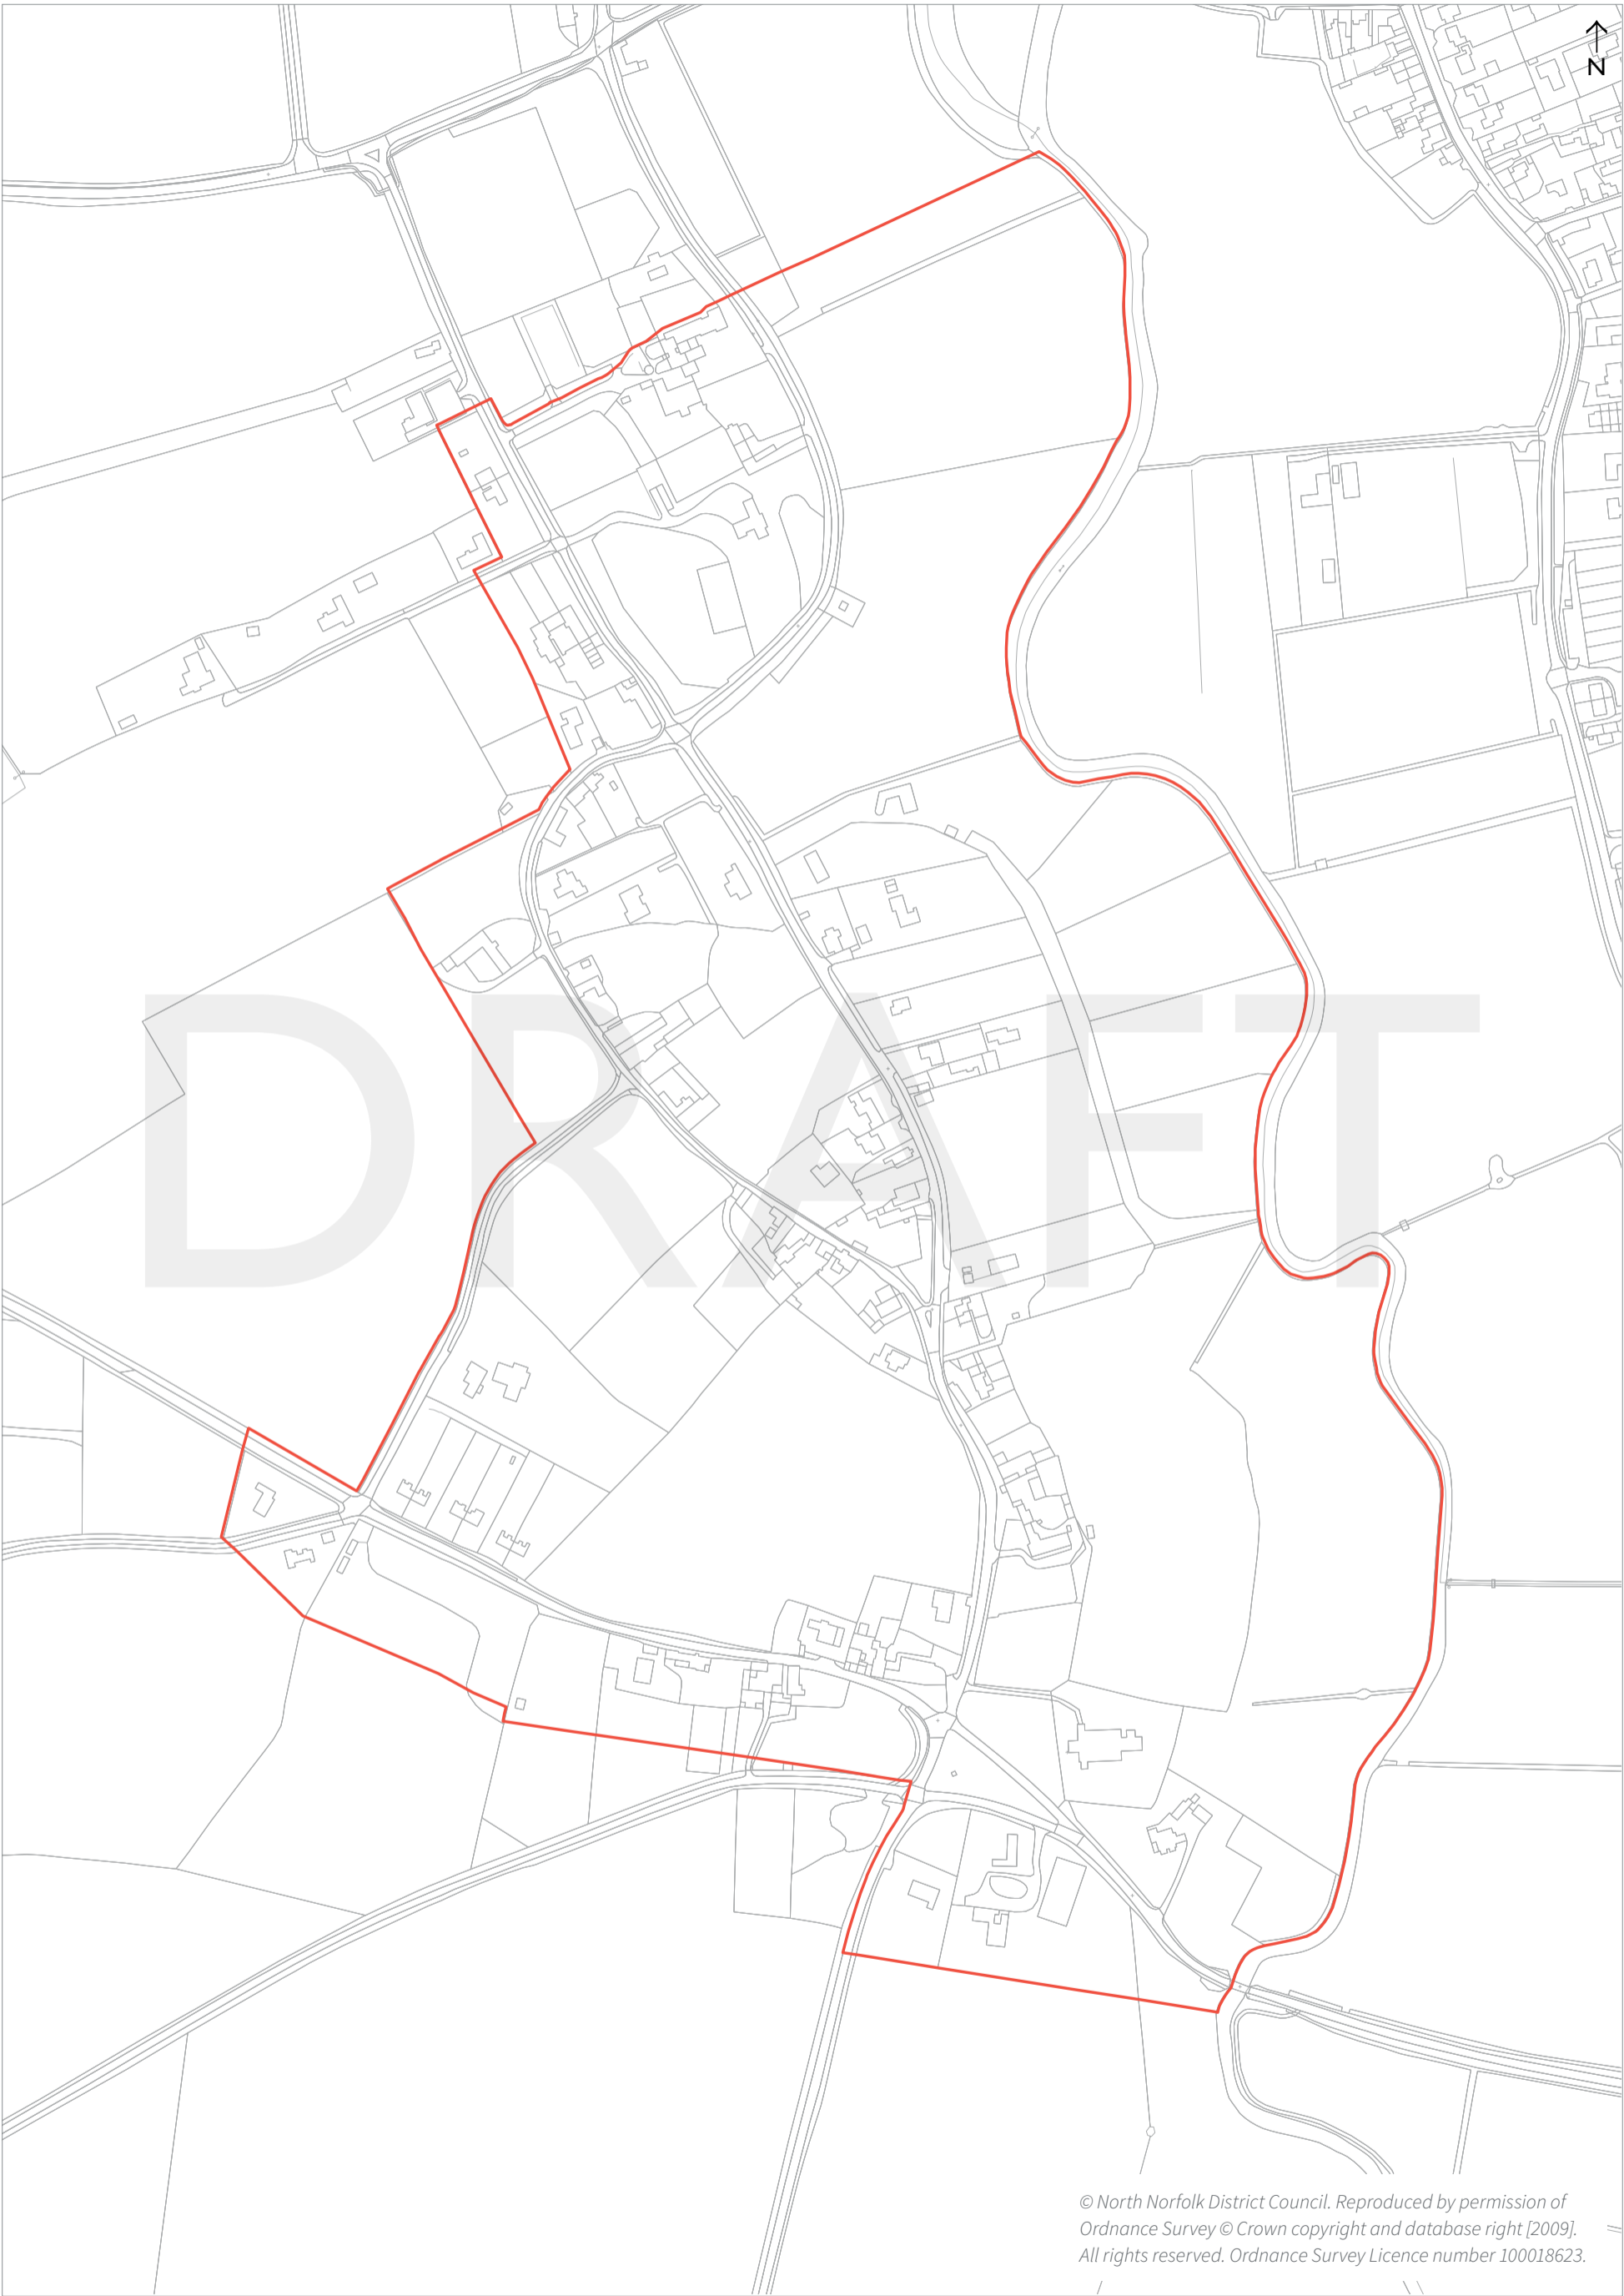 N
DRAFT
© North Norfolk District Council. Reproduced by permission of
Ordnance Survey © Crown copyright and database right [2009].
All rights reserved. Ordnance Survey Licence number 100018623.